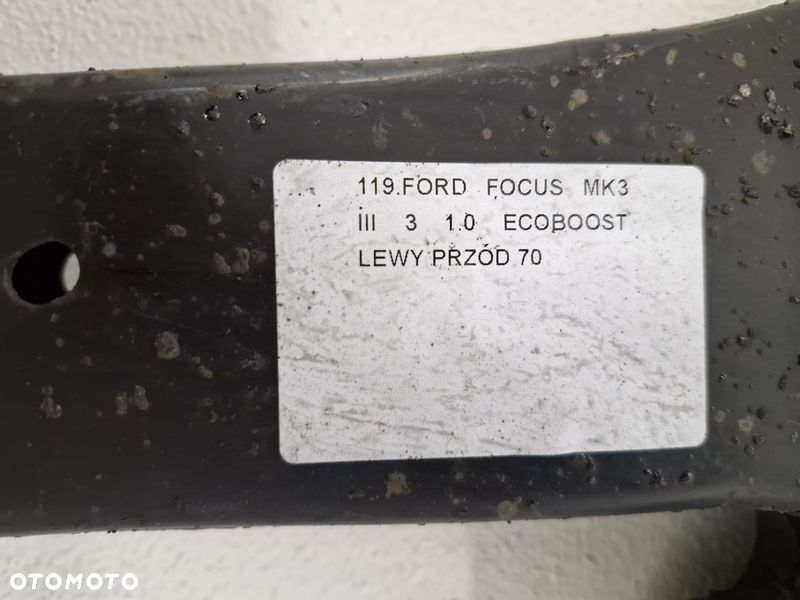 119.FORD FOCUS MK3
III 3 1.0 ECOBOOST
LEWY PRZÓD 70
OTOMOTO